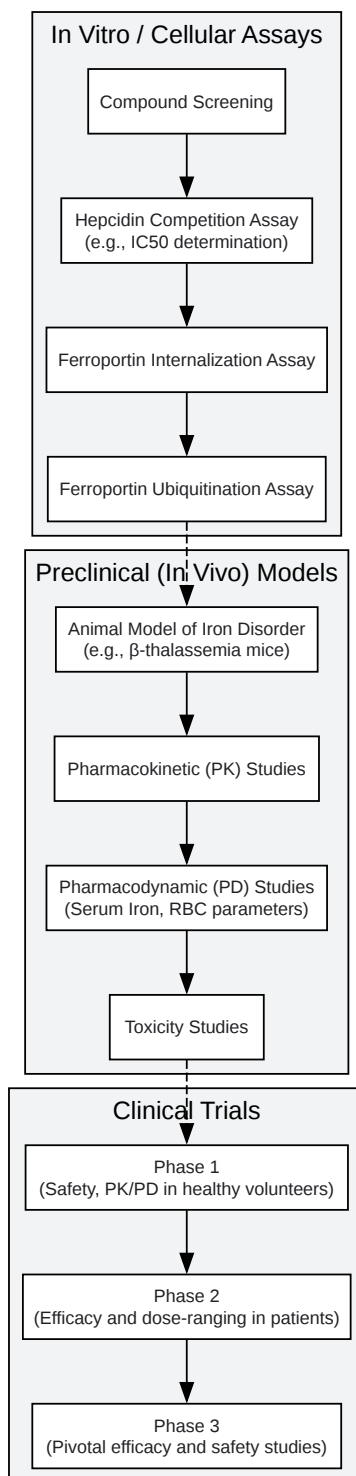 In Vitro / Cellular Assays
Compound Screening
Hepcidin Competition Assay
(e.g., IC50 determination)
Ferroportin Internalization Assay
Ferroportin Ubiquitination Assay
Preclinical (In Vivo) Models
Animal Model of Iron Disorder
(e.g., β-thalassemia mice)
Pharmacokinetic (PK) Studies
Pharmacodynamic (PD) Studies
(Serum Iron, RBC parameters)
Toxicity Studies
Clinical Trials
Phase 1
(Safety, PK/PD in healthy volunteers)
Phase 2
(Efficacy and dose-ranging in patients)
Phase 3
(Pivotal efficacy and safety studies)